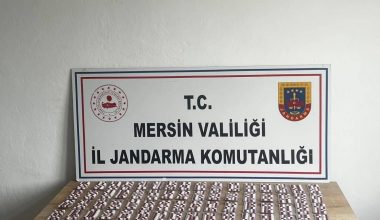 T.C.
MERSİN VALİLİĞİ
İL JANDARMA KOMUTANLIĞI